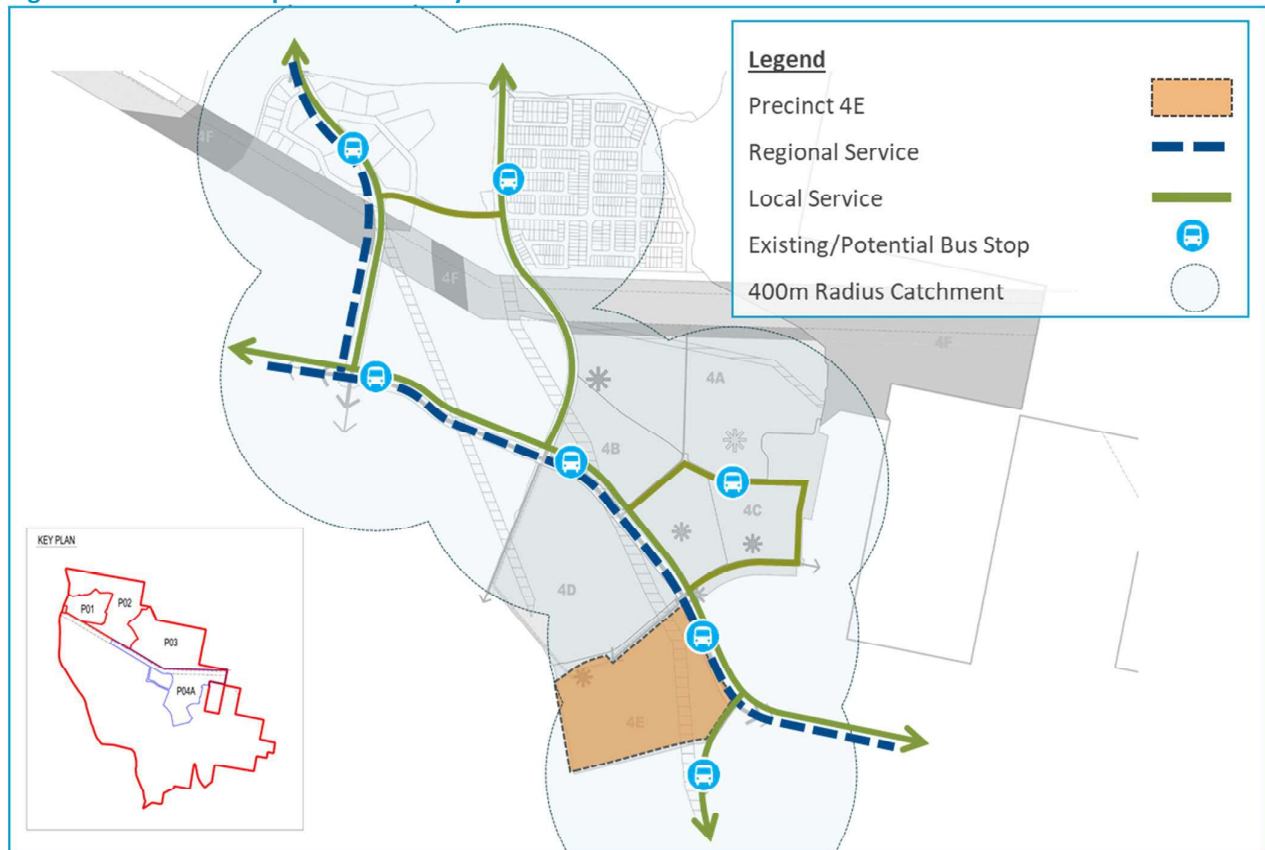 Legend
Precinct 4E
Regional Service
Local Service
Existing/Potential Bus Stop
400m Radius Catchment
4F
4F
4F
4A
4B
4C
4D
4E
KEY PLAN
P01
P02
P03
P04A